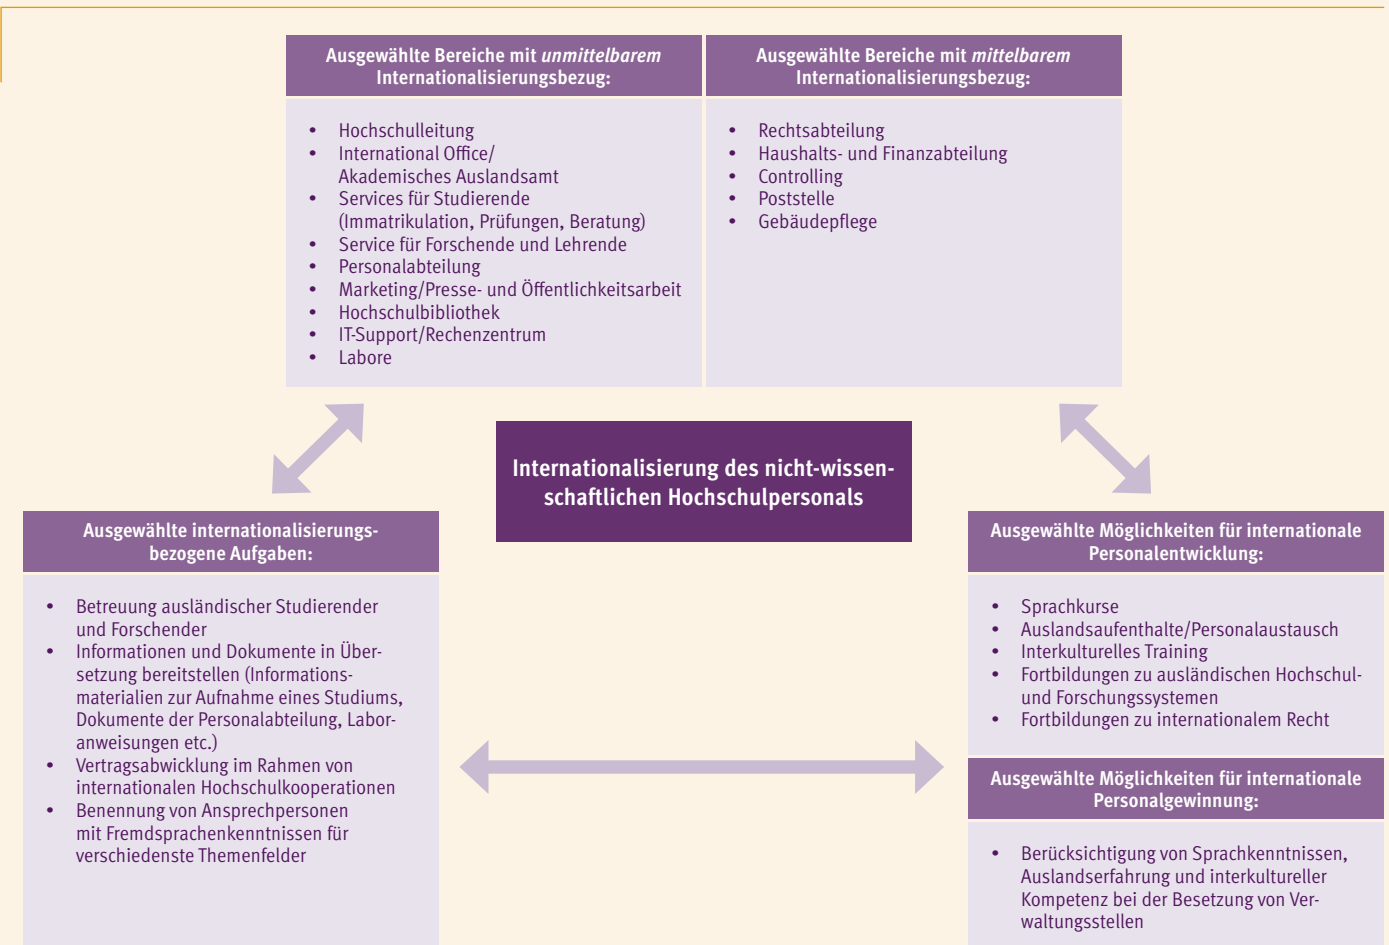 Ausgewählte Bereiche mit unmittelbarem
Internationalisierungsbezug:
• Hochschulleitung
• International Office/
Akademisches Auslandsamt
• Services für Studierende
(Immatrikulation, Prüfungen, Beratung)
• Service für Forschende und Lehrende
• Personalabteilung
• Marketing/Presse- und Öffentlichkeitsarbeit
• Hochschulbibliothek
• IT-Support/Rechenzentrum
• Labore
Ausgewählte Bereiche mit mittelbarem
Internationalisierungsbezug:
• Rechtsabteilung
• Haushalts- und Finanzabteilung
• Controlling
• Poststelle
• Gebäudepflege
Internationalisierung des nicht-wissen-
schaftlichen Hochschulpersonals
Ausgewählte internationalisierungs-
bezogene Aufgaben:
• Betreuung ausländischer Studierender
und Forschender
• Informationen und Dokumente in Über-
setzung bereitstellen (Informations-
materialien zur Aufnahme eines Studiums,
Dokumente der Personalabteilung, Labor-
anweisungen etc.)
• Vertragsabwicklung im Rahmen von
internationalen Hochschulkooperationen
• Benennung von Ansprechpersonen
mit Fremdsprachenkenntnissen für
verschiedenste Themenfelder
Ausgewählte Möglichkeiten für internationale
Personalentwicklung:
• Sprachkurse
• Auslandsaufenthalte/Personalaustausch
• Interkulturelles Training
• Fortbildungen zu ausländischen Hochschul-
und Forschungssystemen
• Fortbildungen zu internationalem Recht
Ausgewählte Möglichkeiten für internationale
Personalgewinnung:
• Berücksichtigung von Sprachkenntnissen,
Auslandserfahrung und interkultureller
Kompetenz bei der Besetzung von Ver-
waltungsstellen